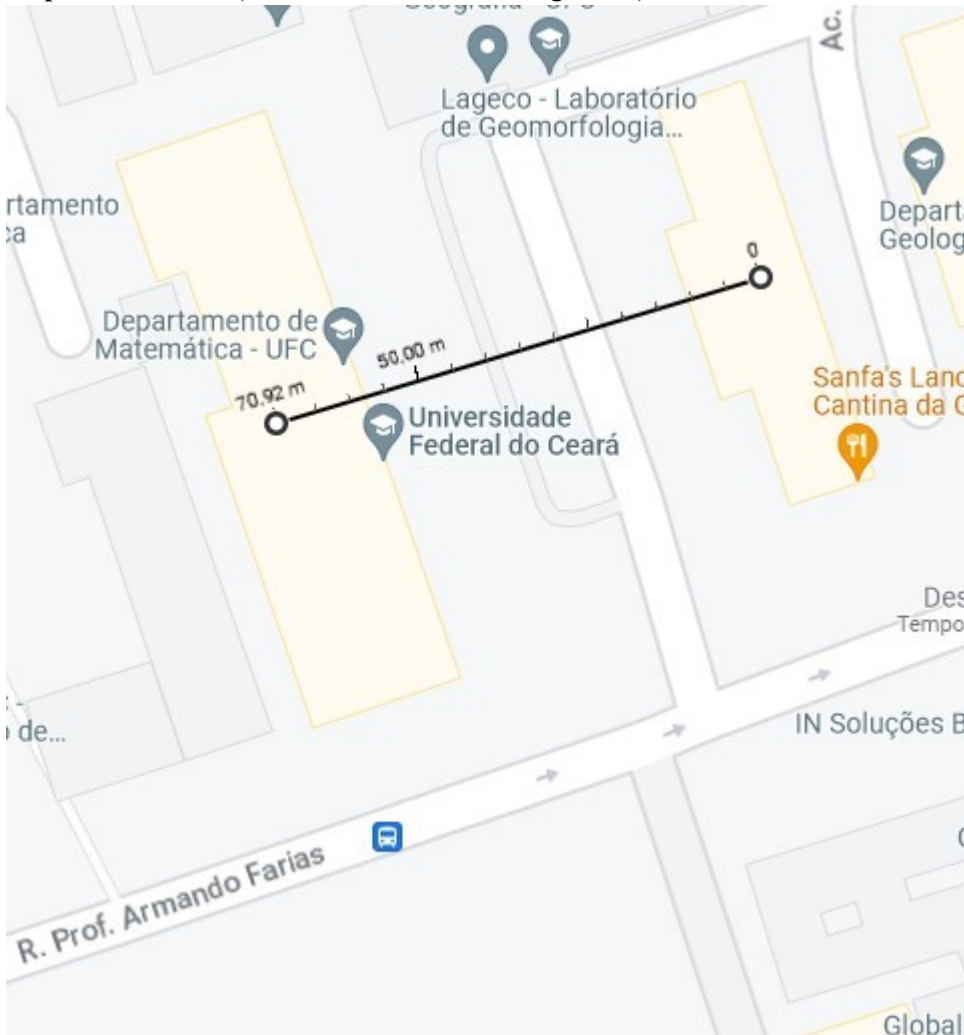 Ac.
Lageco - Laboratório
de Geomorfologia...
rtamento
ca
Departa
Geolog
0
Departamento de
Matemática - UFC
50,00 m
70.92 m
Sanfa's Lanc
Cantina da G
Universidade
Federal do Ceará
Des
Tempo
o de...
IN Soluções B
R. Prof. Armando Farias
Global